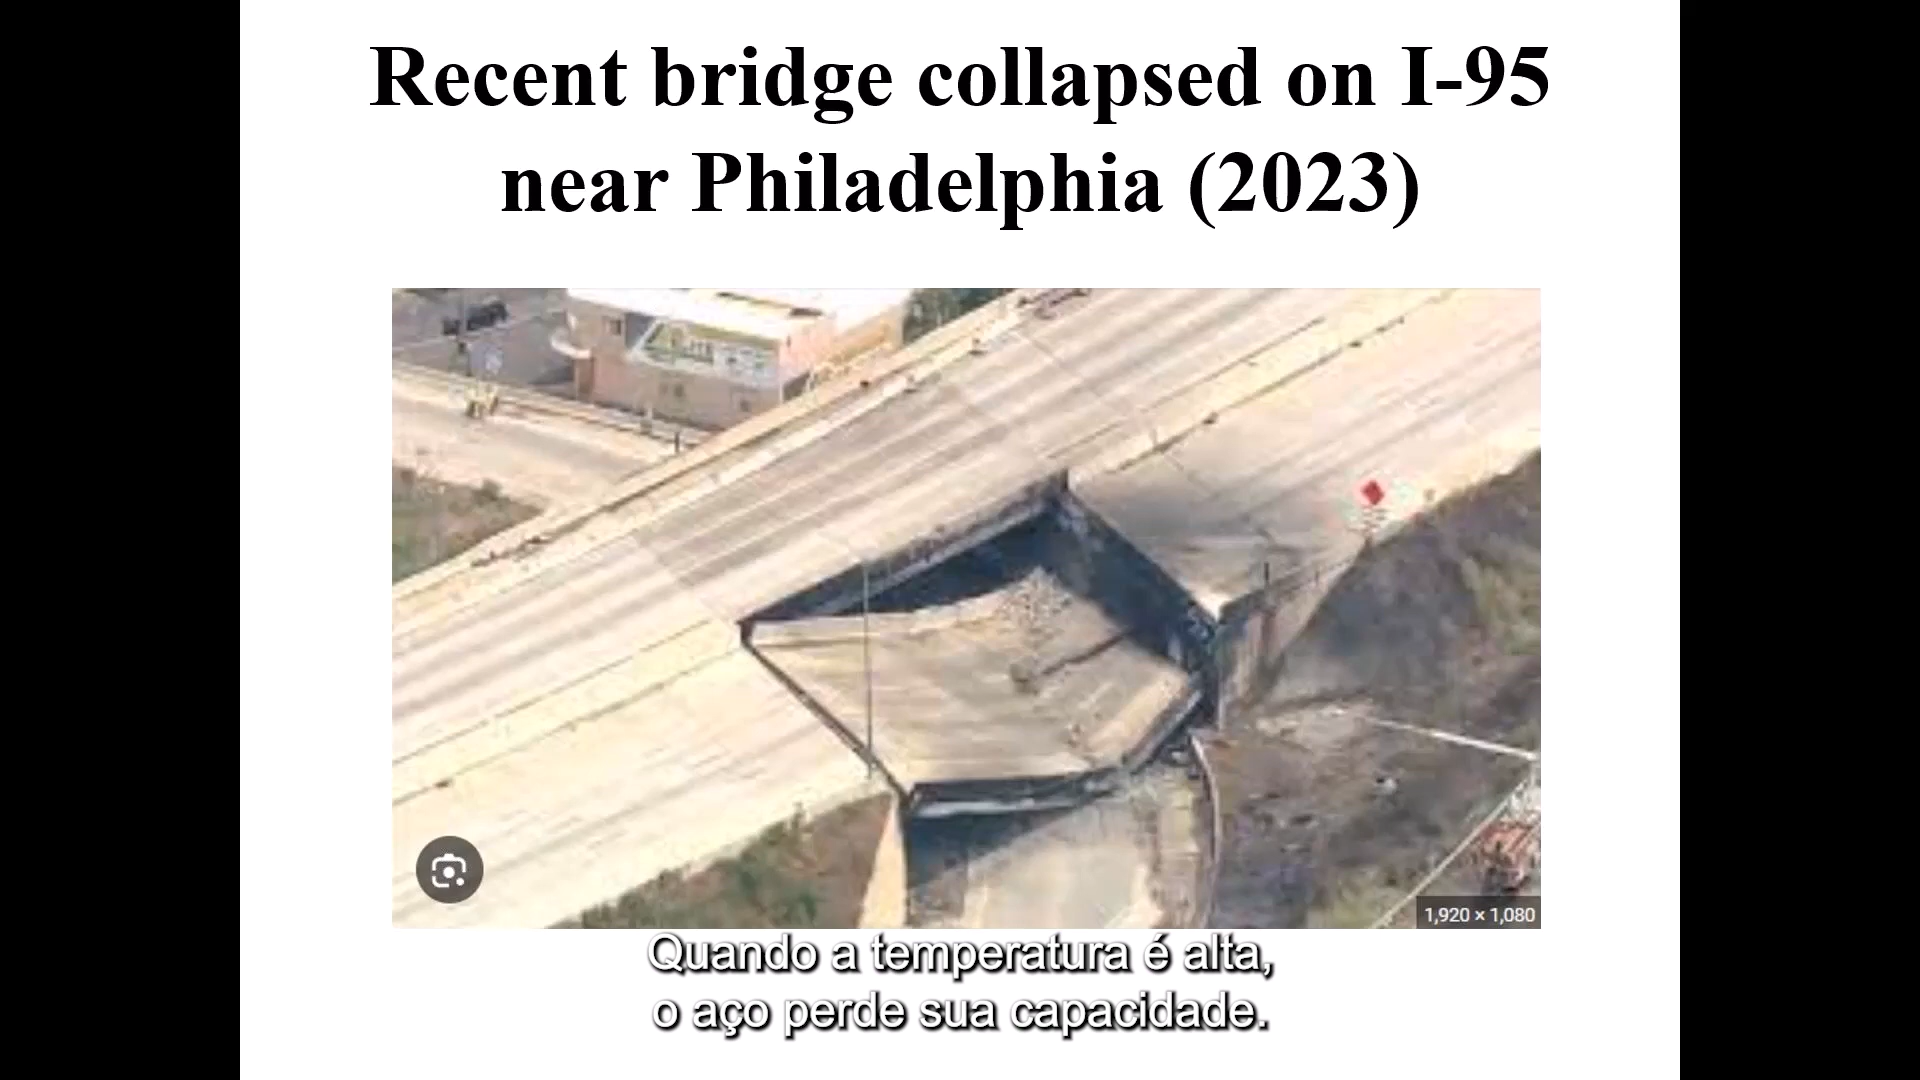 Recent bridge collapsed on I-95
near Philadelphia (2023)
1,920 × 1,080
Quando a temperatura é alta,
o aço perde sua capacidade.